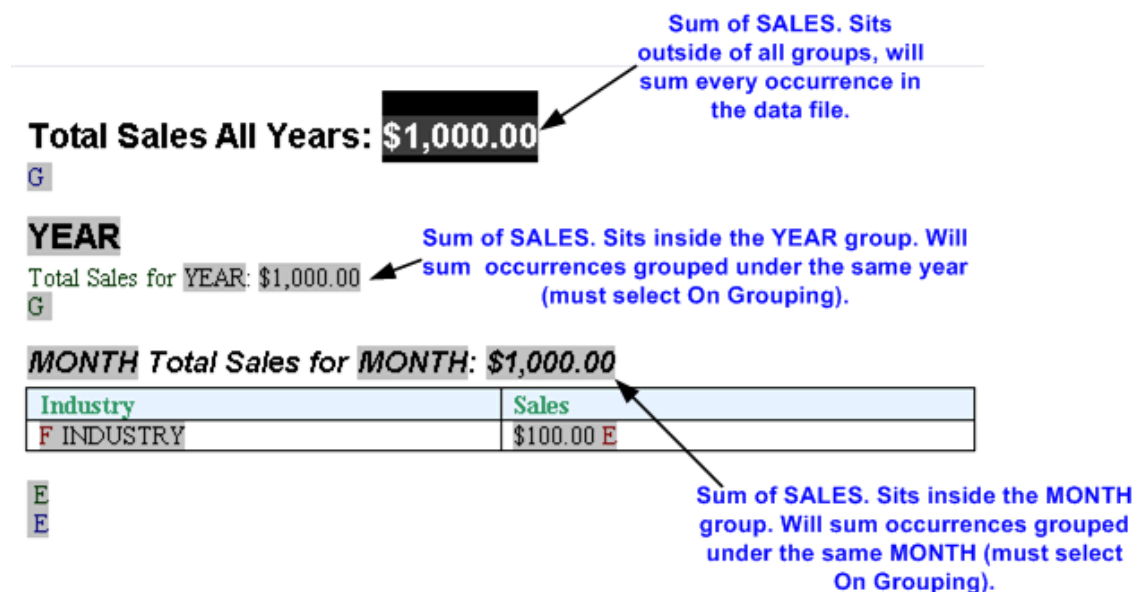 Sum of SALES. Sits
outside of all groups, will
sum every occurrence in
the data file.
Total Sales All Years: $1,000.00
G
YEAR
Total Sales for YEAR: $1,000.00
G
Sum of SALES. Sits inside the YEAR group. Will
sum occurrences grouped under the same year
(must select On Grouping).
MONTH Total Sales for MONTH: $1,000.00
Industry Sales
F INDUSTRY $100.00 E
E
E
Sum of SALES. Sits inside the MONTH
group. Will sum occurrences grouped
under the same MONTH (must select
On Grouping).